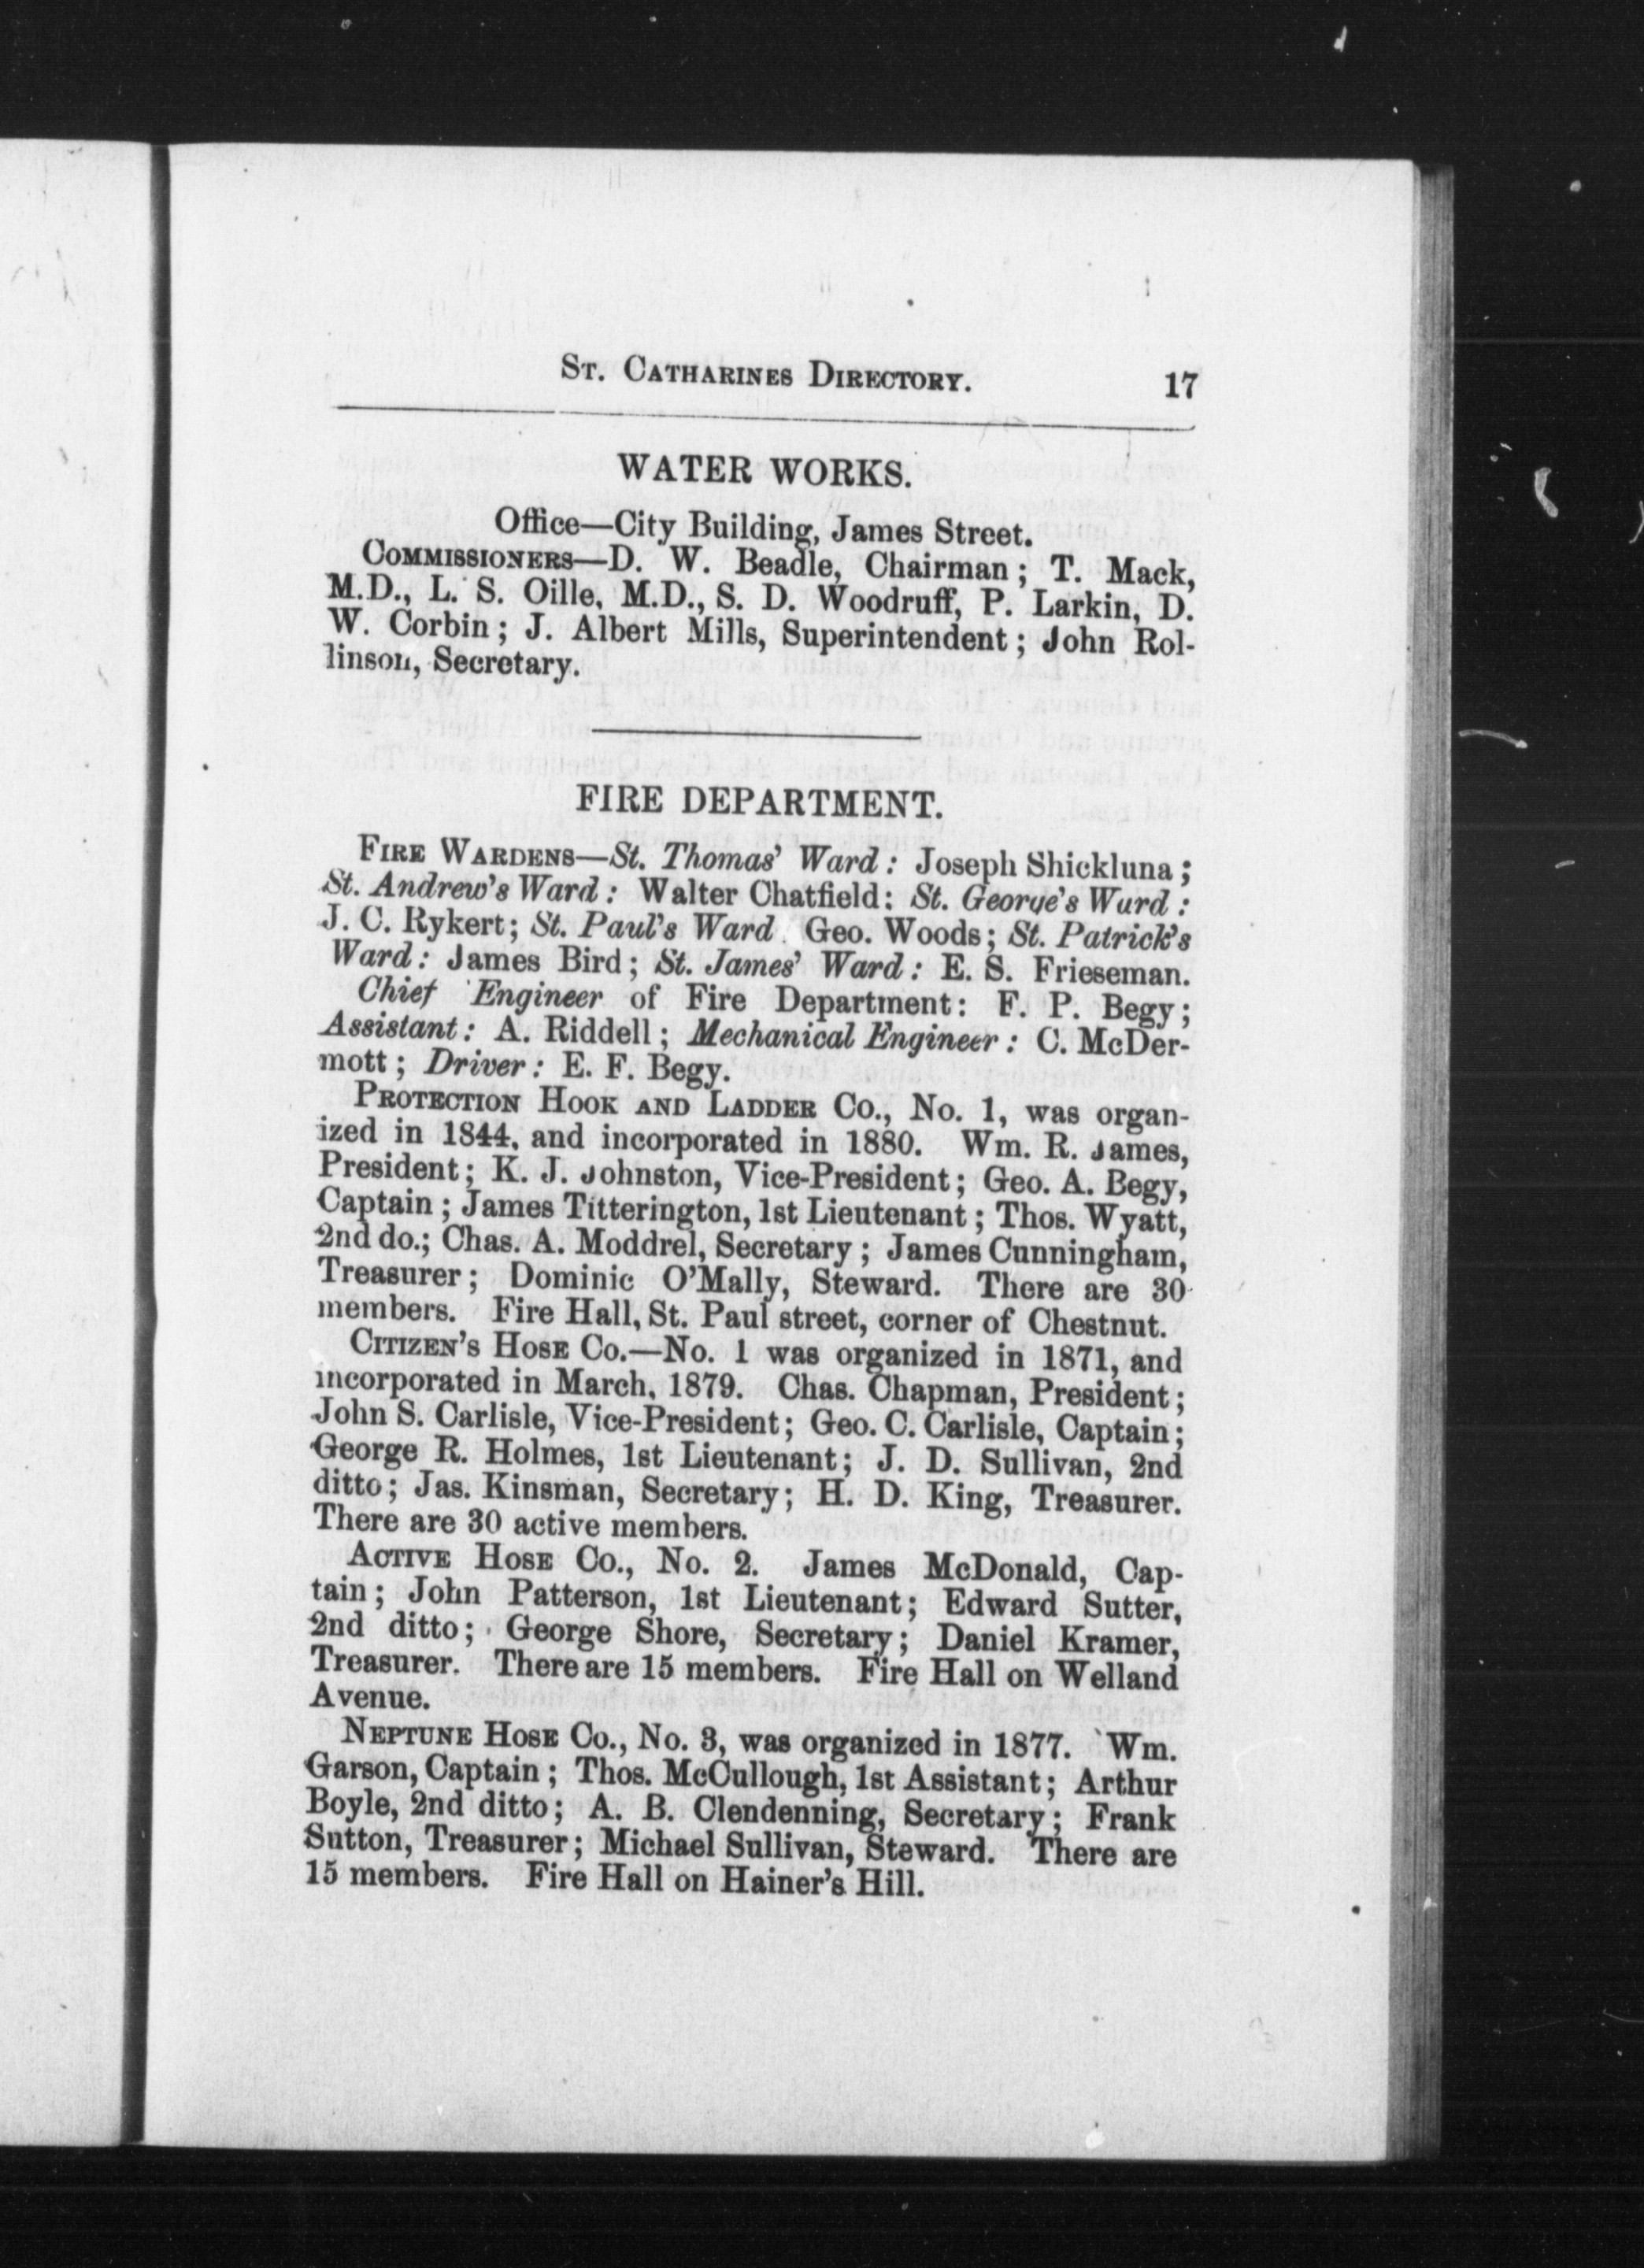 ST. CATHARINES DIRECTORY. 17
WATER WORKS.
Office—City Building, James Street.
COMMISSIONERS—D. W. Beadle, Chairman; T. Mack,
M.D., L. S. Oille, M.D., S. D. Woodruff, P. Larkin, D.
W. Corbin; J. Albert Mills, Superintendent; John Rol-
linson, Secretary.
FIRE DEPARTMENT.
FIRE WARDENS—St. Thomas' Ward: Joseph Shickluna;
St. Andrew's Ward: Walter Chatfield; St. George's Ward:
J. C. Rykert; St. Paul's Ward Geo. Woods; St. Patrick's
Ward: James Bird; St. James' Ward: E. S. Frieseman.
Chief Engineer of Fire Department: F. P. Begy;
Assistant: A. Riddell; Mechanical Engineer: C. McDer-
mott; Driver: E. F. Begy.
PROTECTION HOOK AND LADDER CO., No. 1, was organ-
ized in 1844, and incorporated in 1880. Wm. R. James,
President; K. J. Johnston, Vice-President; Geo. A. Begy,
Captain; James Titterington, 1st Lieutenant; Thos. Wyatt,
2nd do.; Chas. A. Moddrel, Secretary; James Cunningham,
Treasurer; Dominic O'Mally, Steward. There are 30
members. Fire Hall, St. Paul street, corner of Chestnut.
CITIZEN'S HOSE CO.—No. 1 was organized in 1871, and
incorporated in March, 1879. Chas. Chapman, President;
John S. Carlisle, Vice-President; Geo. C. Carlisle, Captain;
George R. Holmes, 1st Lieutenant; J. D. Sullivan, 2nd
ditto; Jas. Kinsman, Secretary; H. D. King, Treasurer.
There are 30 active members.
ACTIVE HOSE CO., No. 2. James McDonald, Cap-
tain; John Patterson, 1st Lieutenant; Edward Sutter,
2nd ditto; George Shore, Secretary; Daniel Kramer,
Treasurer. There are 15 members. Fire Hall on Welland
Avenue.
NEPTUNE HOSE CO., No. 3, was organized in 1877. Wm.
Garson, Captain; Thos. McCullough, 1st Assistant; Arthur
Boyle, 2nd ditto; A. B. Clendenning, Secretary; Frank
Sutton, Treasurer; Michael Sullivan, Steward. There are
15 members. Fire Hall on Hainer's Hill.